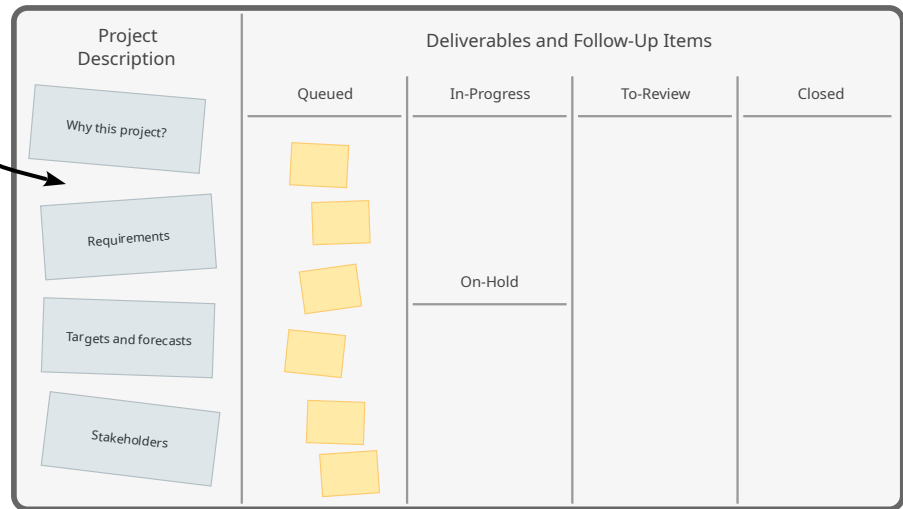 Project
Description
Deliverables and Follow-Up Items
Queued
In-Progress
To-Review
Closed
Why this project?
Requirements
On-Hold
Targets and forecasts
Stakeholders